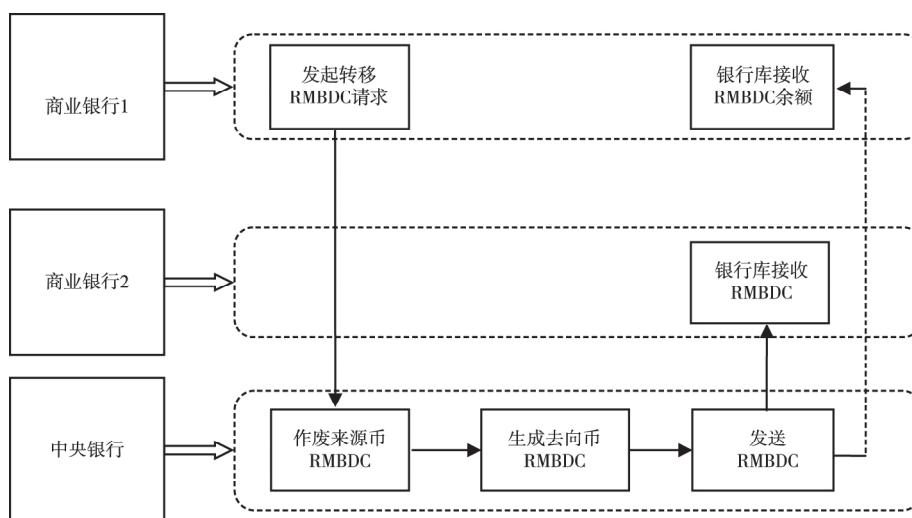 商业银行1
发起转移
RMBDC请求
银行库接收
RMBDC余额
商业银行2
银行库接收
RMBDC
中央银行
作废来源币
RMBDC
生成去向币
RMBDC
发送
RMBDC